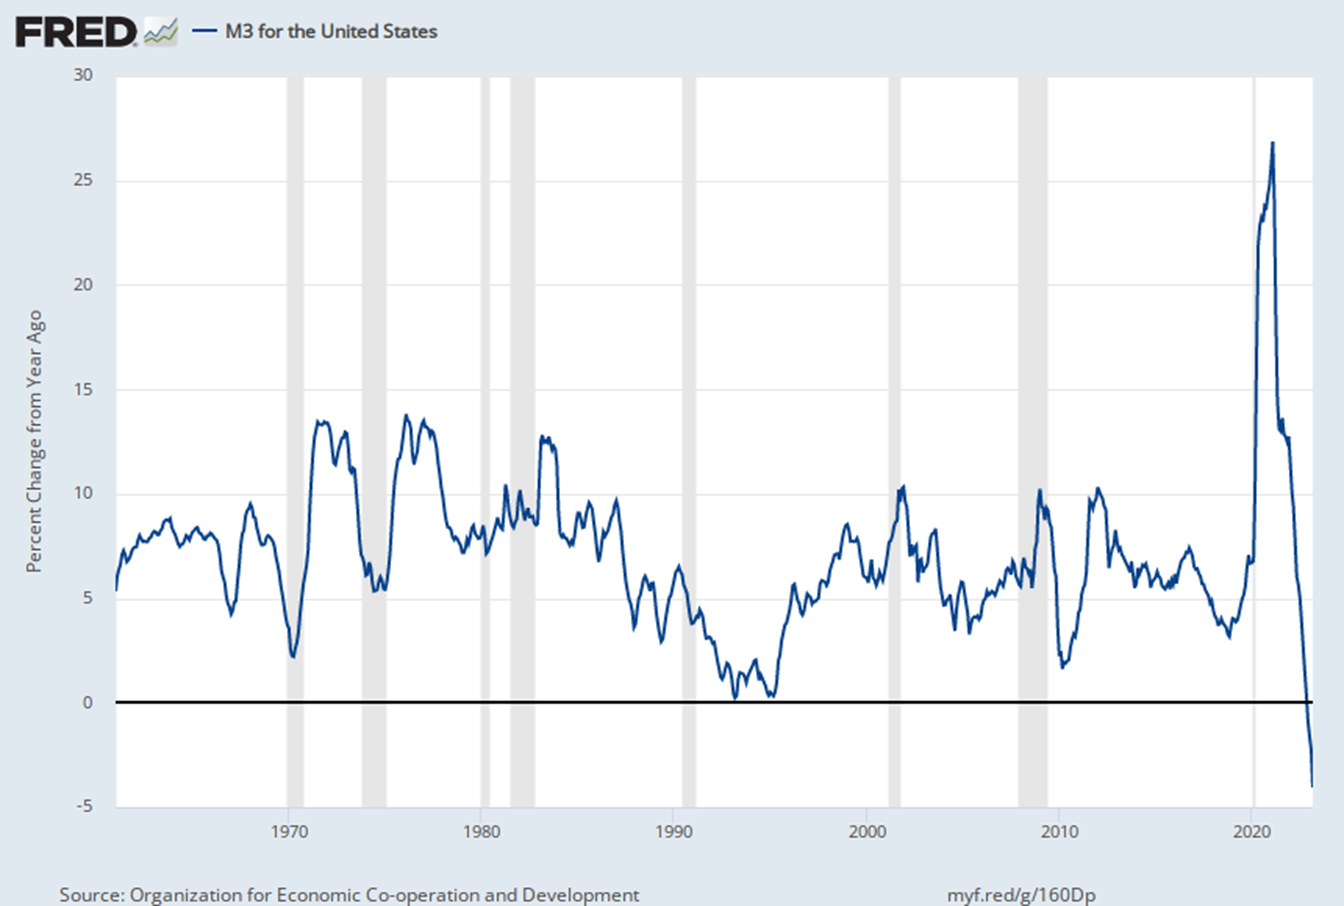 FRED
M3 for the United States
30
25
20
15
10
5
0
-5
Percent Change from Year Ago
1970 1980 1990 2000 2010 2020
Source: Organization for Economic Co-operation and Development
myf.red/g/160Dp